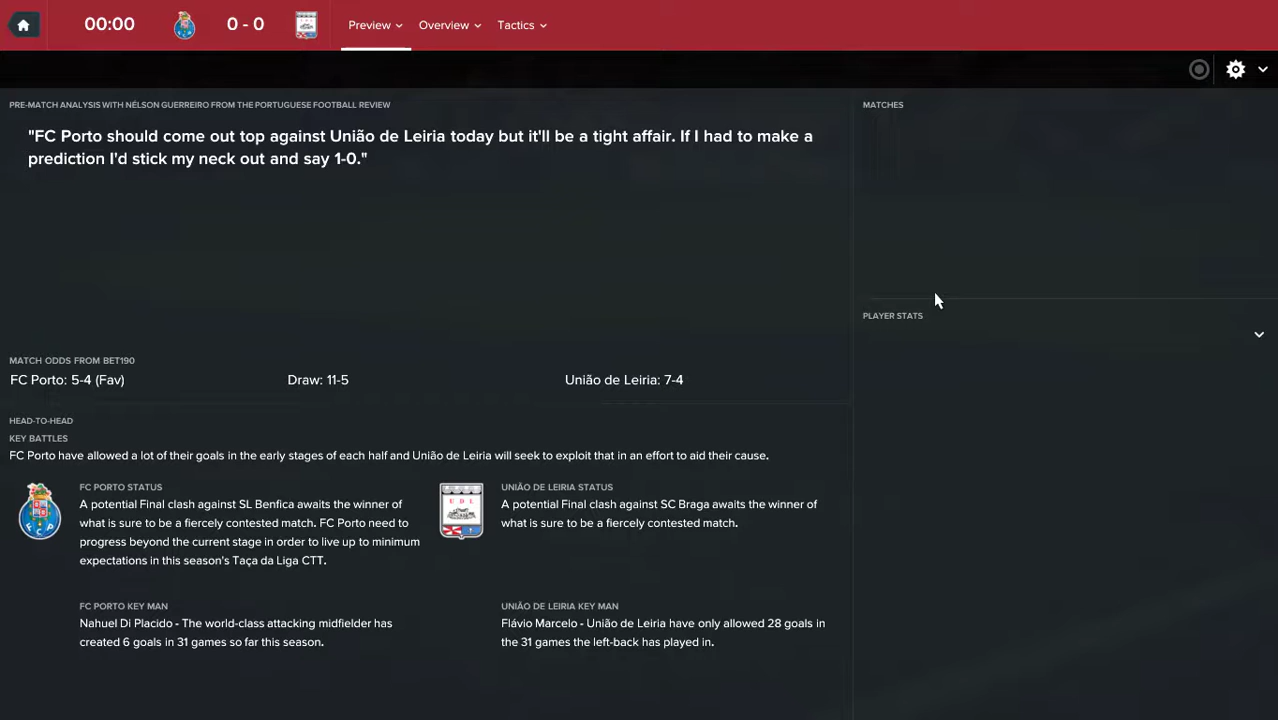 00:00
0 - 0
Preview
Overview
Tactics
PRE-MATCH ANALYSIS WITH NÉLSON GUERREIRO FROM THE PORTUGUESE FOOTBALL REVIEW
"FC Porto should come out top against União de Leiria today but it'll be a tight affair. If I had to make a
prediction I'd stick my neck out and say 1-0."
MATCHES
PLAYER STATS
MATCH ODDS FROM BET190
FC Porto: 5-4 (Fav)
Draw: 11-5
União de Leiria: 7-4
HEAD-TO-HEAD
KEY BATTLES
FC Porto have allowed a lot of their goals in the early stages of each half and União de Leiria will seek to exploit that in an effort to aid their cause.
FC PORTO STATUS
A potential Final clash against SL Benfica awaits the winner of
what is sure to be a fiercely contested match. FC Porto need to
progress beyond the current stage in order to live up to minimum
expectations in this season's Taça da Liga CTT.
UDL
UNIÃO DE LEIRIA STATUS
A potential Final clash against SC Braga awaits the winner of
what is sure to be a fiercely contested match.
FC PORTO KEY MAN
Nahuel Di Placido - The world-class attacking midfielder has
created 6 goals in 31 games so far this season.
UNIÃO DE LEIRIA KEY MAN
Flávio Marcelo - União de Leiria have only allowed 28 goals in
the 31 games the left-back has played in.